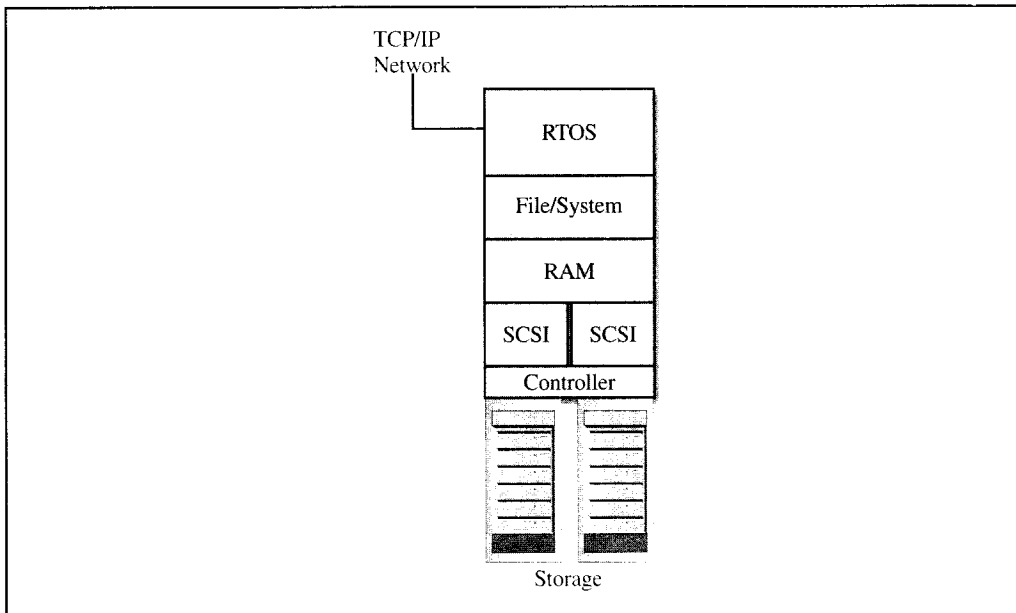 TCP/IP
Network
RTOS
File/System
RAM
SCSI SCSI
Controller
Storage